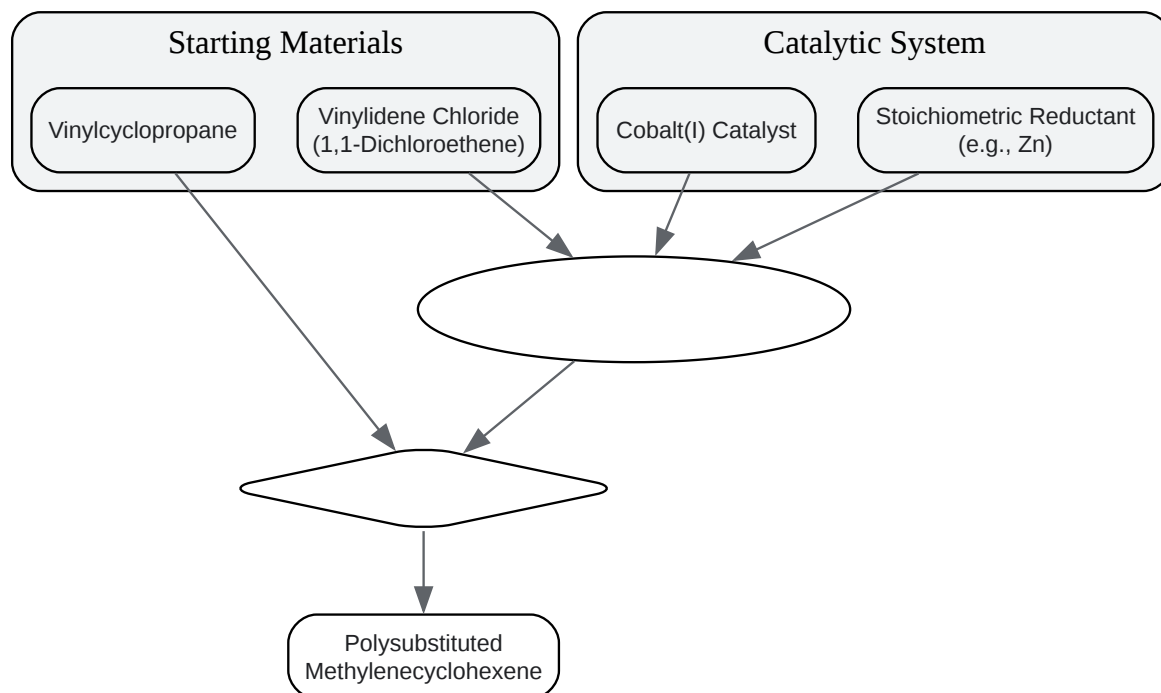 Starting Materials
Catalytic System
Vinylcyclopropane
Vinylidene Chloride
(1,1-Dichloroethene)
Cobalt(I) Catalyst
Stoichiometric Reductant
(e.g., Zn)
Polysubstituted
Methylenecyclohexene